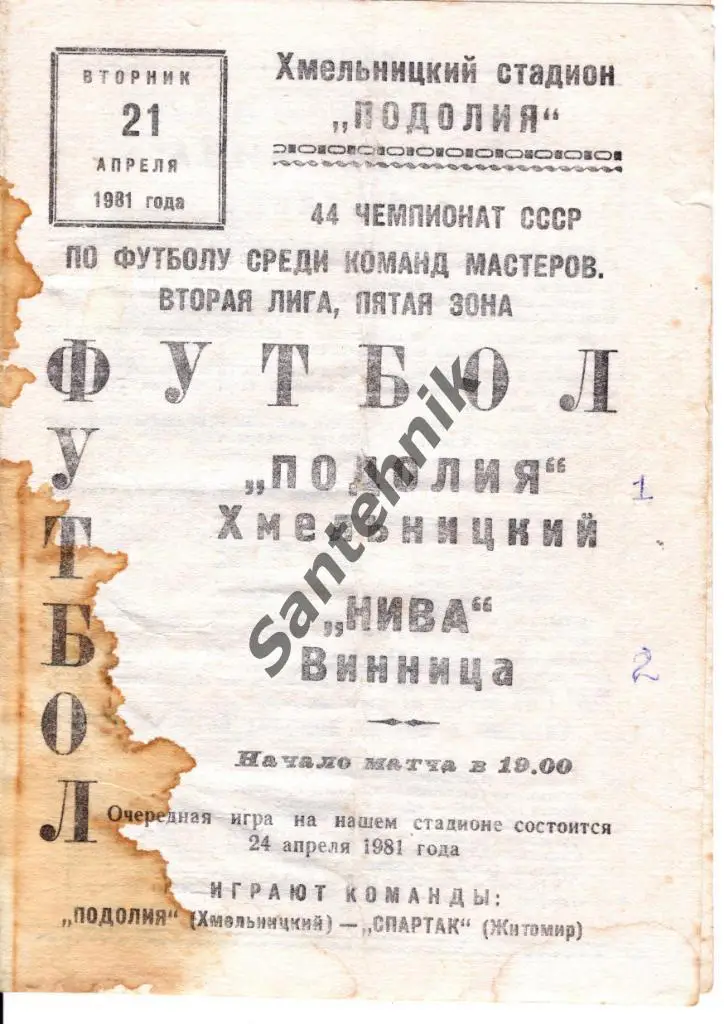 ВТОРНИК
21
АПРЕЛЯ
1981 года
Хмельницкий стадион
„ПОДОЛИЯ“
44 ЧЕМПИОНАТ СССР
ПО ФУТБОЛУ СРЕДИ КОМАНД МАСТЕРОВ.
ВТОРАЯ ЛИГА, ПЯТАЯ ЗОНА
ФУТБОЛ
ФУТБОЛ
„ПОДОЛИЯ“ 1
Хмельницкий
„НИВА“
Винница 2
Начало матча в 19.00
Очередная игра на нашем стадионе состоится
24 апреля 1981 года
ИГРАЮТ КОМАНДЫ:
„ПОДОЛИЯ“ (Хмельницкий) — „СПАРТАК“ (Житомир)
Santehnik